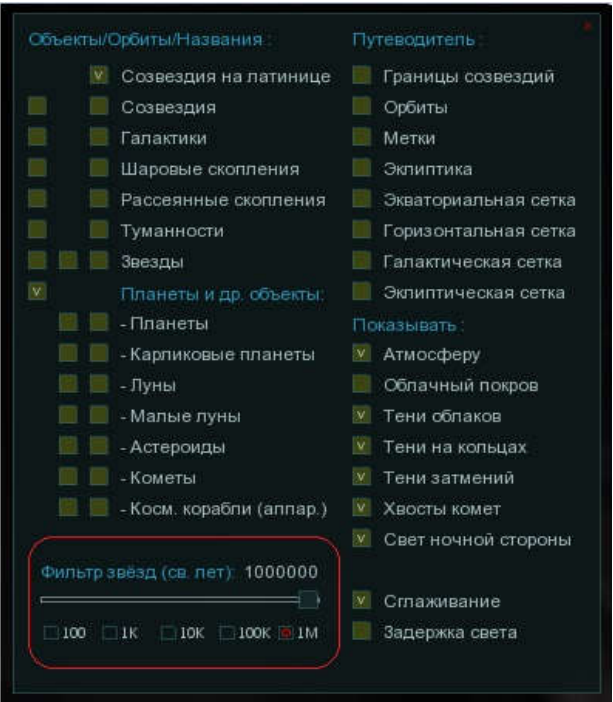 Объекты/Орбиты/Названия :
v Созвездия на латинице
Созвездия
Галактики
Шаровые скопления
Рассеянные скопления
Туманности
Звезды
v Планеты и др. объекты:
- Планеты
- Карликовые планеты
- Луны
- Малые луны
- Астероиды
- Кометы
- Косм. корабли (аппар.)
Фильтр звёзд (св. лет): 1000000
100 1K 10K 100K 1M
Путеводитель :
Границы созвездий
Орбиты
Метки
Эклиптика
Экваториальная сетка
Горизонтальная сетка
Галактическая сетка
Эклиптическая сетка
Показывать :
v Атмосферу
Облачный покров
v Тени облаков
v Тени на кольцах
v Тени затмений
v Хвосты комет
v Свет ночной стороны
v Сглаживание
Задержка света